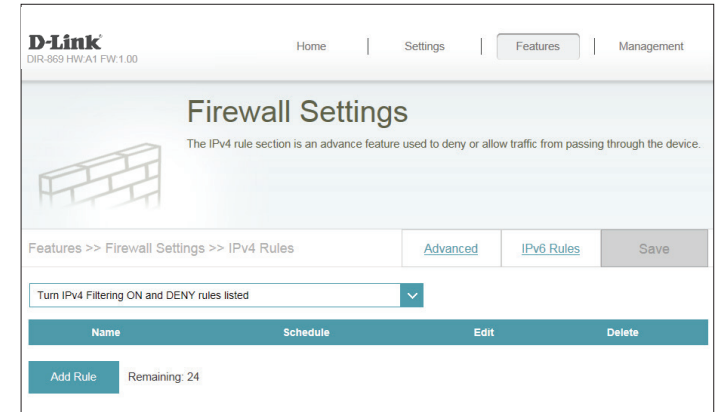 D-Link
DIR-869 HW:A1 FW:1.00
Home | Settings | Features | Management
Firewall Settings
The IPv4 rule section is an advance feature used to deny or allow traffic from passing through the device.
Features >> Firewall Settings >> IPv4 Rules Advanced IPv6 Rules Save
Turn IPv4 Filtering ON and DENY rules listed
Name Schedule Edit Delete
Add Rule Remaining: 24